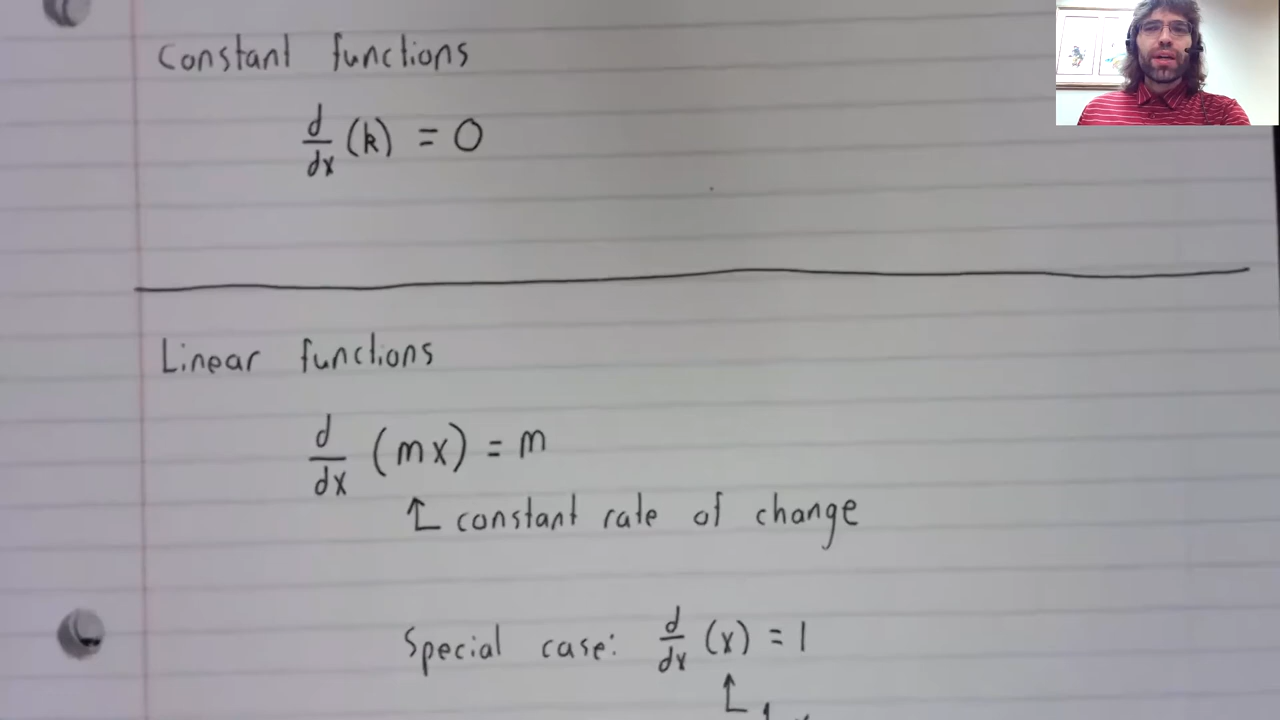 Constant functions
d/dx (k) = 0
Linear functions
d/dx (mx) = m
↑ constant rate of change
Special case: d/dx (x) = 1
↑